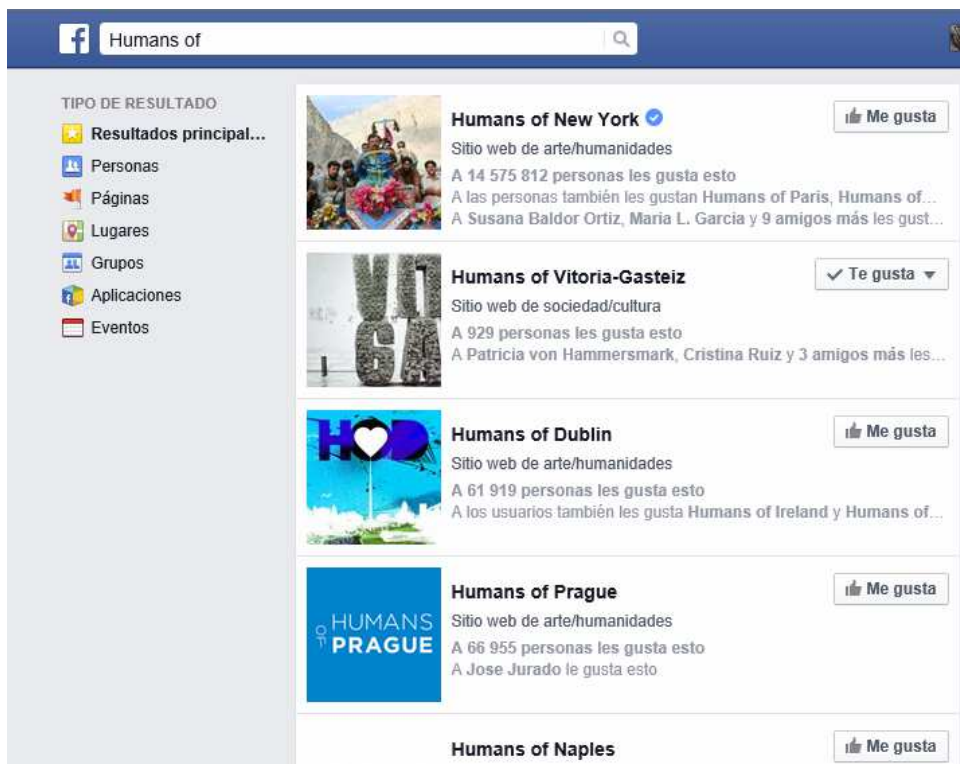 Humans of
TIPO DE RESULTADO
Resultados principal...
Personas
Páginas
Lugares
Grupos
Aplicaciones
Eventos
Humans of New York
Me gusta
Sitio web de arte/humanidades
A 14 575 812 personas les gusta esto
A las personas también les gustan Humans of Paris, Humans of...
A Susana Baldor Ortiz, Maria L. Garcia y 9 amigos más les gust...
VIT
GA
Humans of Vitoria-Gasteiz
Te gusta
Sitio web de sociedad/cultura
A 929 personas les gusta esto
A Patricia von Hammersmark, Cristina Ruiz y 3 amigos más les...
HOD
Humans of Dublin
Me gusta
Sitio web de arte/humanidades
A 61 919 personas les gusta esto
A los usuarios también les gusta Humans of Ireland y Humans of...
HUMANS
OF PRAGUE
Humans of Prague
Me gusta
Sitio web de arte/humanidades
A 66 955 personas les gusta esto
A Jose Jurado le gusta esto
Humans of Naples
Me gusta